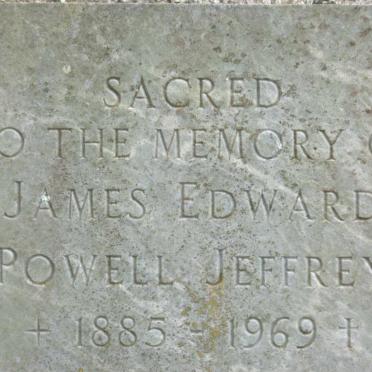 SACRED
O THE MEMORY O
JAMES EDWARD
POWELL JEFFREY
+ 1885 - 1969 †